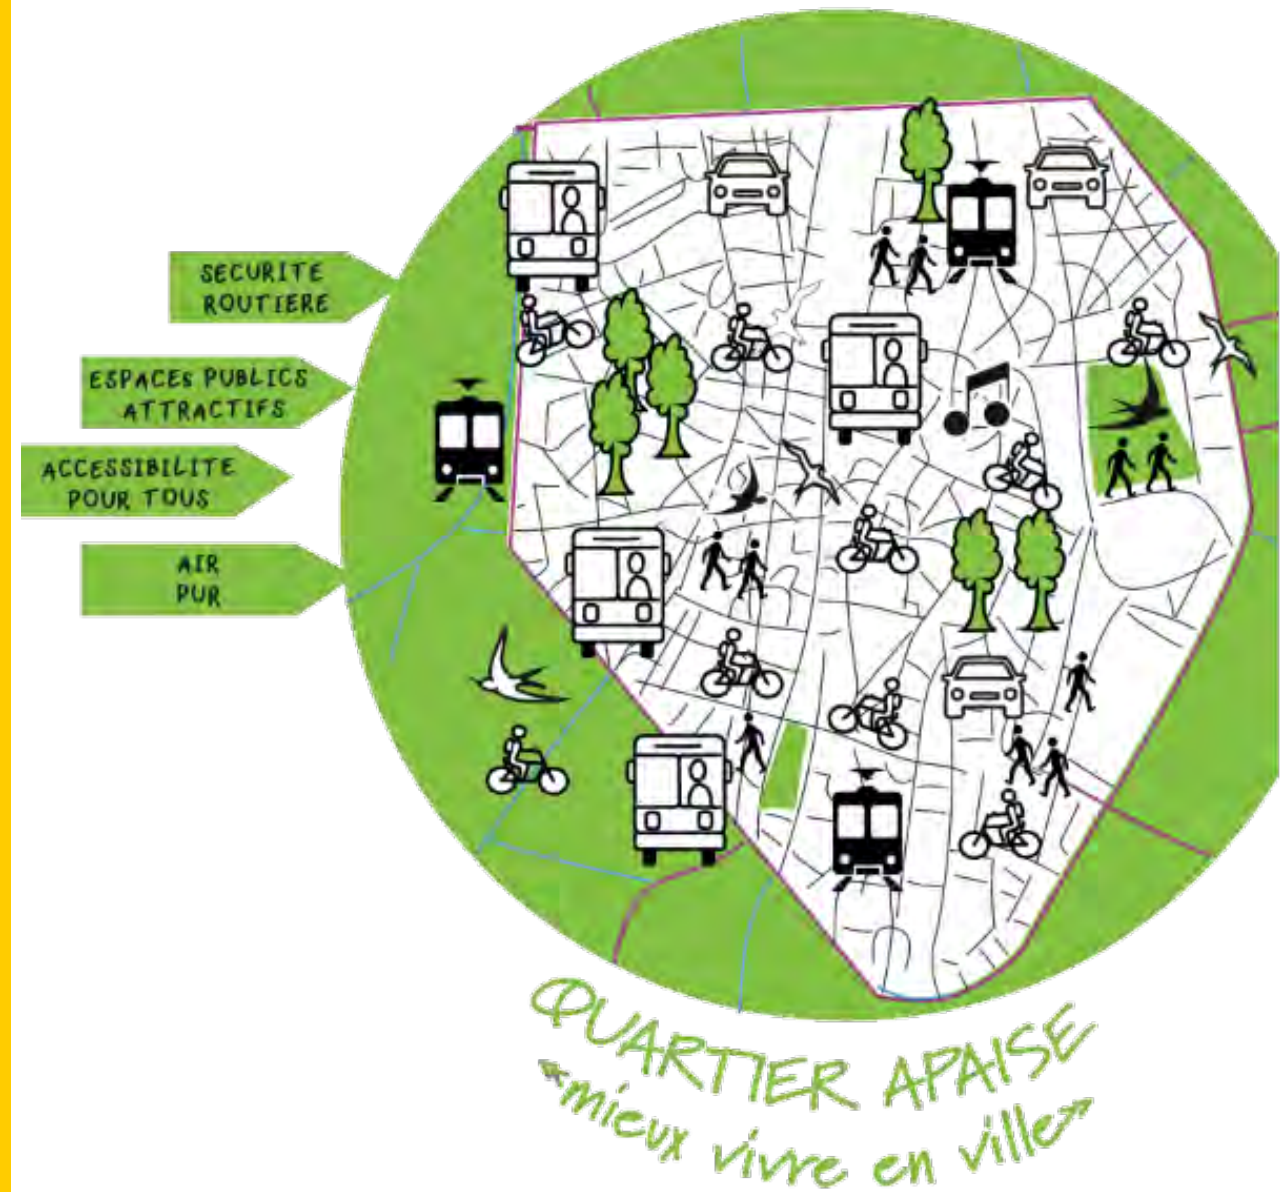 SECURITE
ROUTIERE
ESPACES PUBLICS
ATTRACTIFS
ACCESSIBILITE
POUR TOUS
AIR
PUR
QUARTIER APAISE
mieux vivre en ville